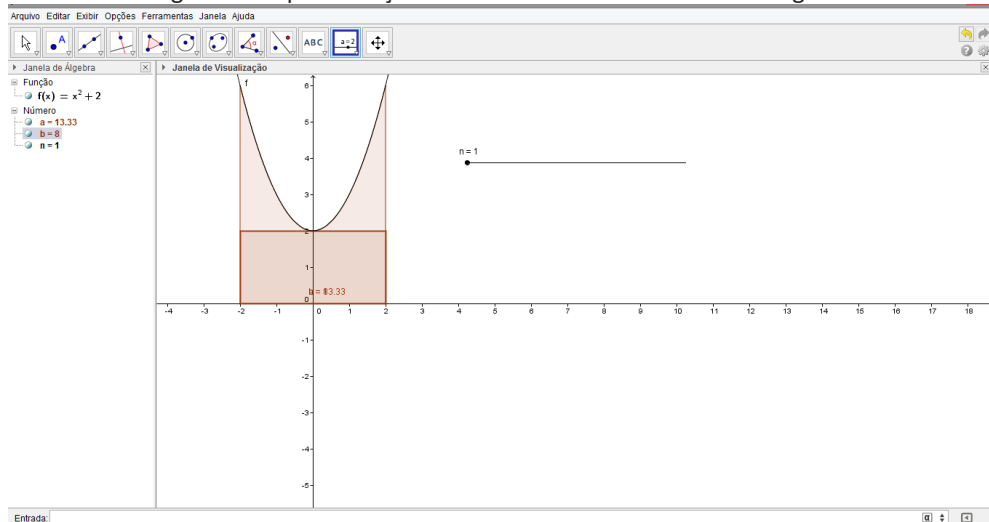 Arquivo Editar Exibir Opções Ferramentas Janela Ajuda
A
ABC
a=2
Janela de Álgebra
Janela de Visualização
Função
f(x) = x² + 2
Número
a = 13.33
b = 8
n = 1
f
n = 1
6
5
4
3
2
1
0
-4 -3 -2 -1 0 1 2 3 4 5 6 7 8 9 10 11 12 13 14 15 16 17 18
-1
-2
-3
-4
-5
Entrada:
α